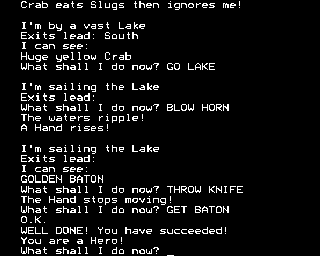 Crab eats Slugs then ignores me!
I'm by a vast Lake
Exits lead: South
I can see:
Huge yellow Crab
What shall I do now? GO LAKE
I'm sailing the Lake
Exits lead:
What shall I do now? BLOW HORN
The waters ripple!
A Hand rises!
I'm sailing the Lake
Exits lead:
I can see:
GOLDEN BATON
What shall I do now? THROW KNIFE
The Hand stops moving!
What shall I do now? GET BATON
O.K.
WELL DONE! You have succeeded!
You are a Hero!
What shall I do now? _